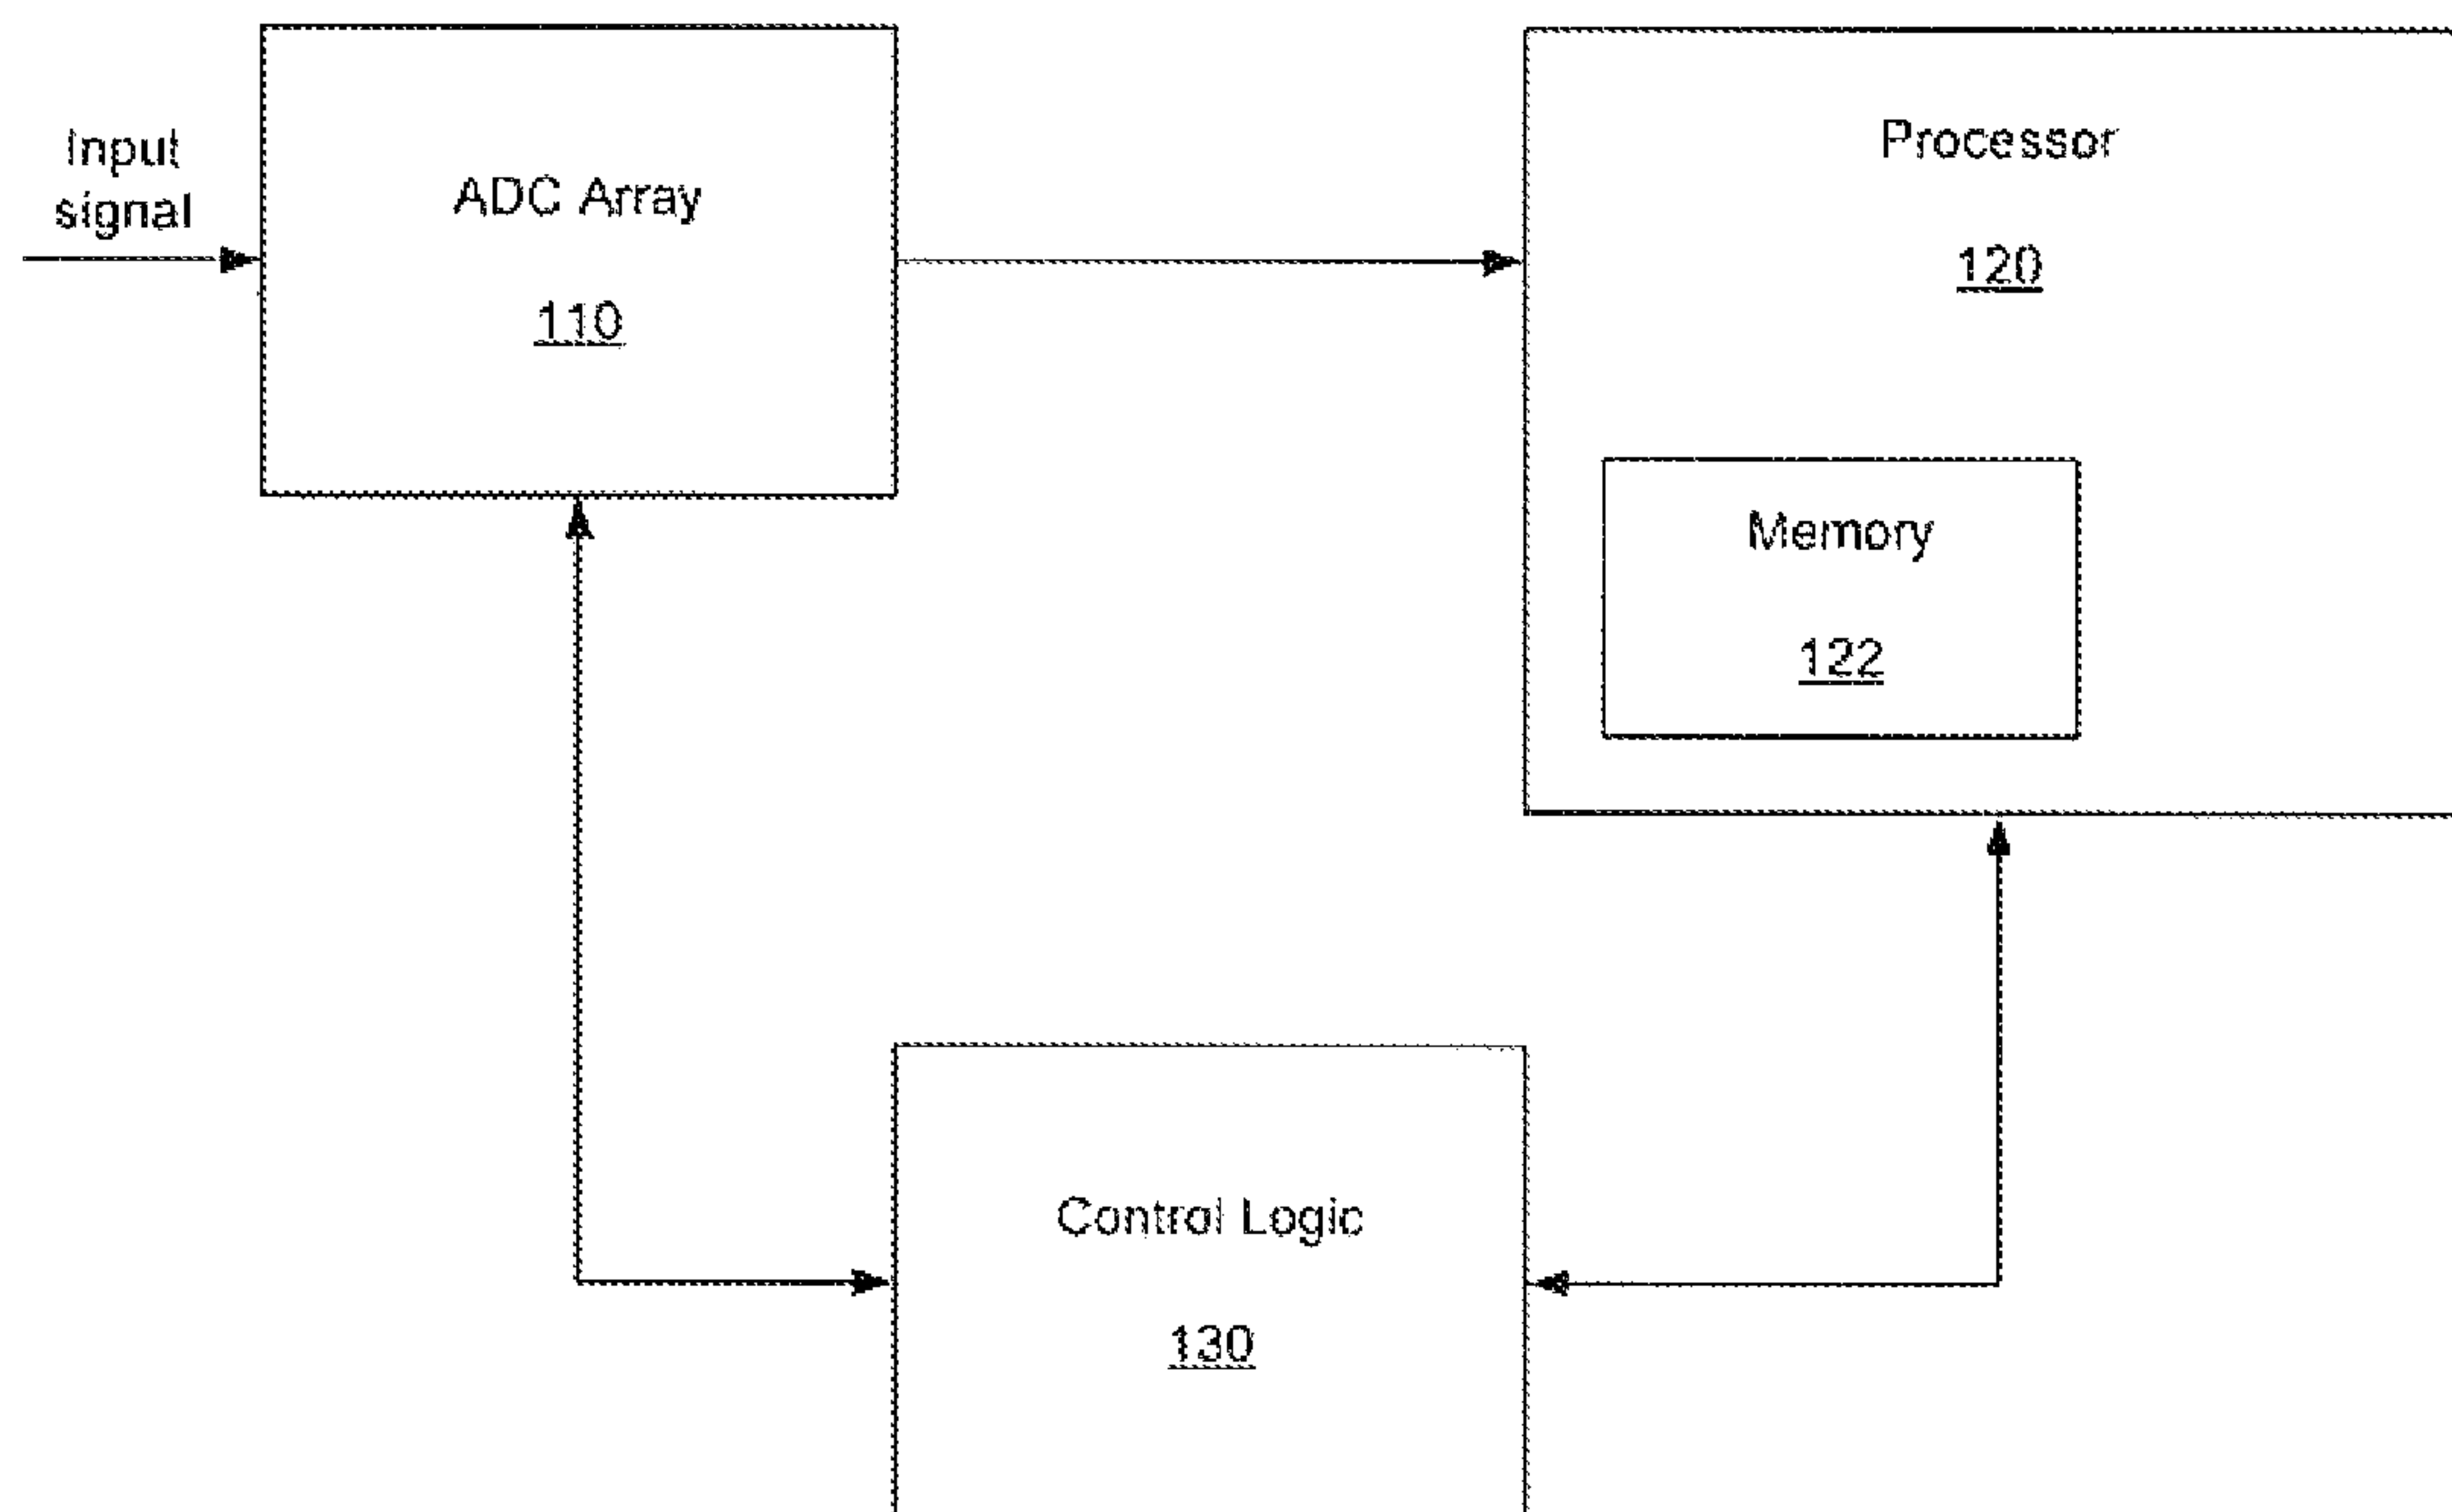 Input
signal
ADC Array
110
Processor
120
Memory
122
Control Logic
130